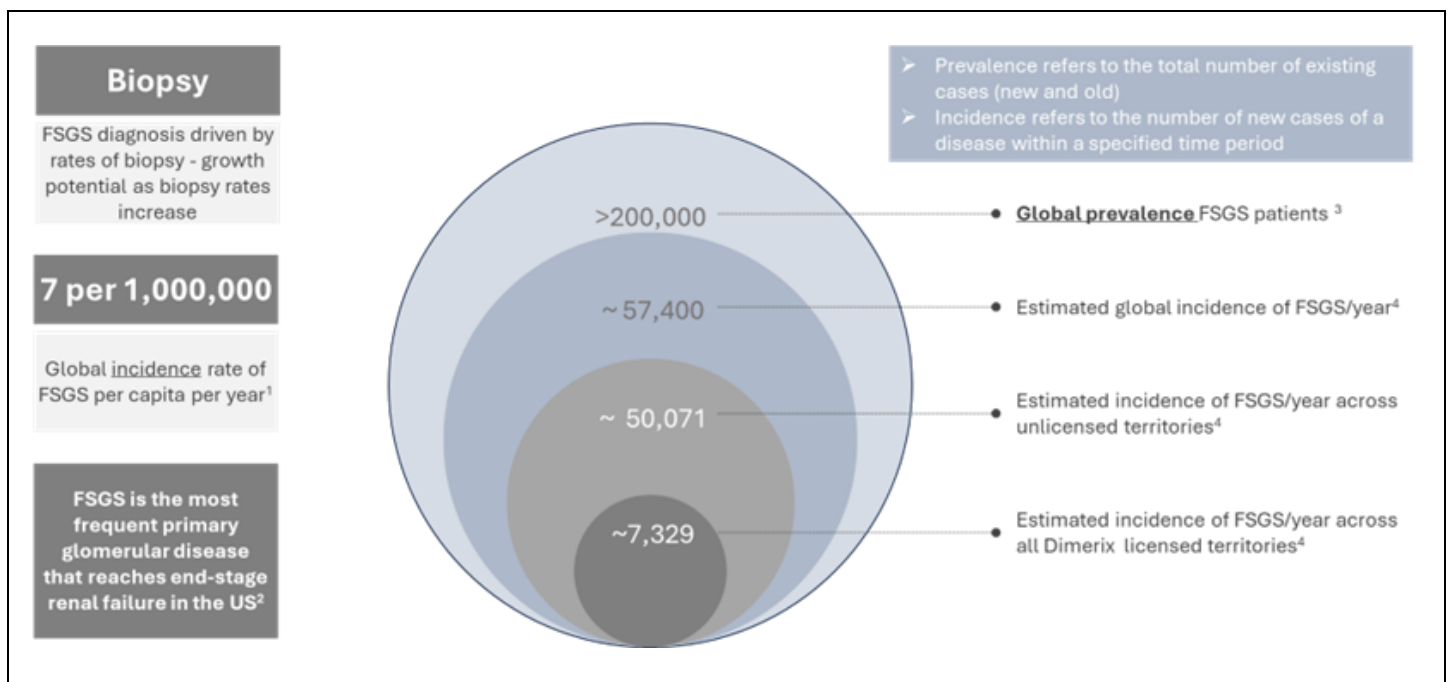 Biopsy
FSGS diagnosis driven by
rates of biopsy - growth
potential as biopsy rates
increase
7 per 1,000,000
Global incidence rate of
FSGS per capita per year¹
FSGS is the most
frequent primary
glomerular disease
that reaches end-stage
renal failure in the US²
➢ Prevalence refers to the total number of existing
cases (new and old)
➢ Incidence refers to the number of new cases of a
disease within a specified time period
>200,000
Global prevalence FSGS patients ³
~ 57,400
Estimated global incidence of FSGS/year⁴
~ 50,071
Estimated incidence of FSGS/year across
unlicensed territories⁴
~7,329
Estimated incidence of FSGS/year across
all Dimerix licensed territories⁴